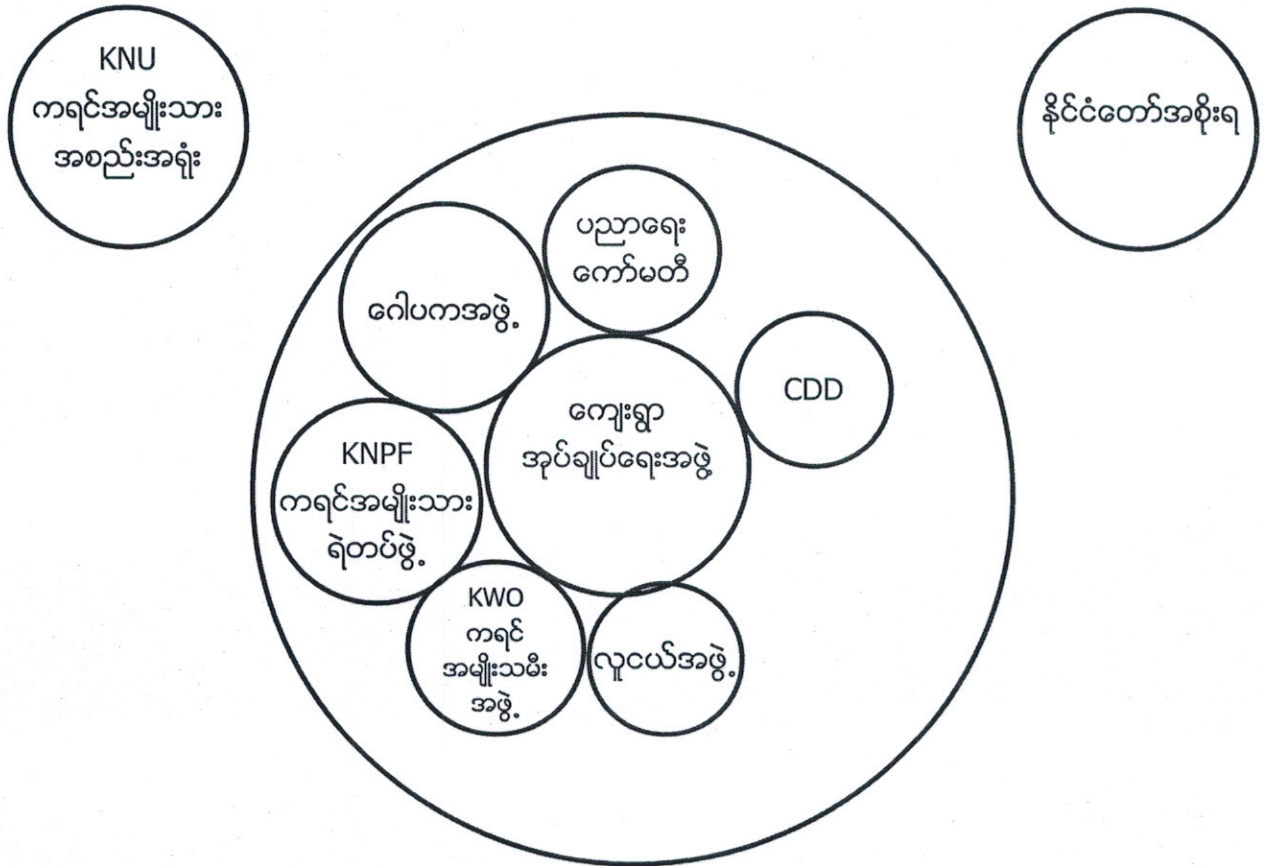 KNU
ကရင်အမျိုးသား
အစည်းအရုံး
နိုင်ငံတော်အစိုးရ
ပညာရေး
ကော်မတီ
ဂေါပကအဖွဲ့
CDD
ကျေးရွာ
အုပ်ချုပ်ရေးအဖွဲ့
KNPF
ကရင်အမျိုးသား
ရဲတပ်ဖွဲ့
KWO
ကရင်
အမျိုးသမီး
အဖွဲ့
လူငယ်အဖွဲ့